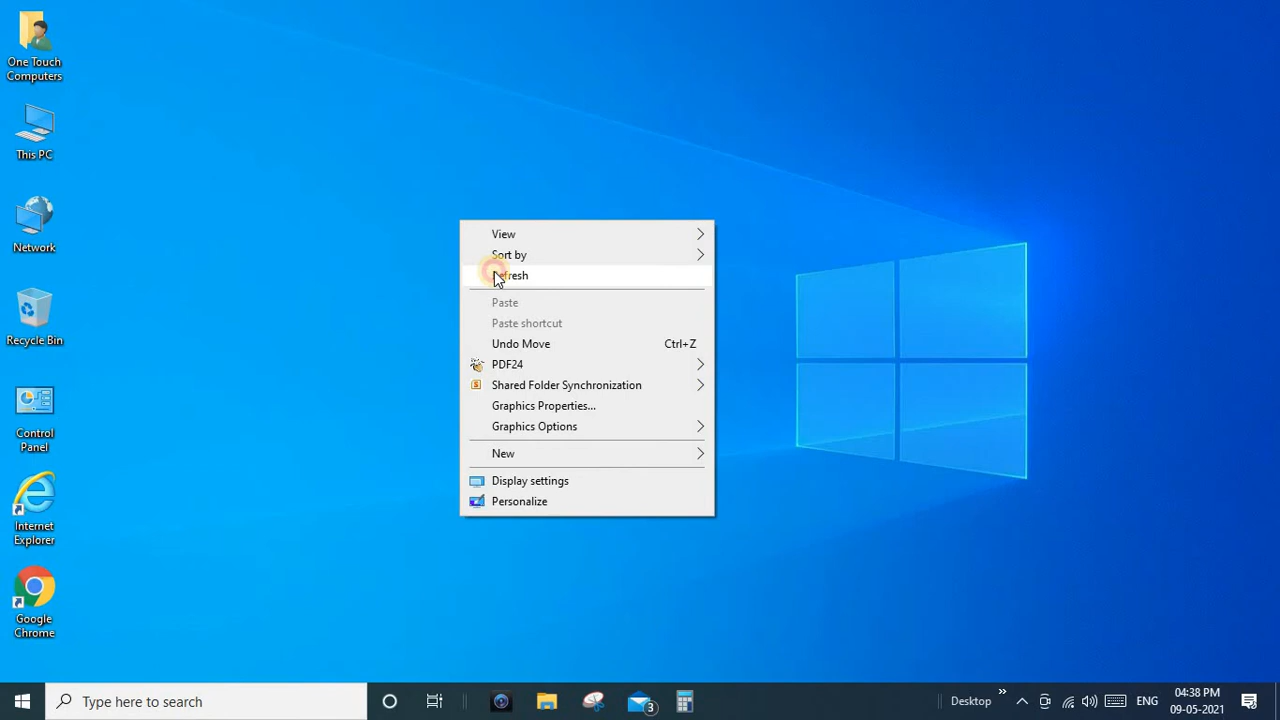 One Touch
Computers
This PC
Network
Recycle Bin
Control
Panel
Internet
Explorer
Google
Chrome
View
Sort by
Refresh
Paste
Paste shortcut
Undo Move Ctrl+Z
PDF24
Shared Folder Synchronization
Graphics Properties...
Graphics Options
New
Display settings
Personalize
Type here to search
3
Desktop
ENG
04:38 PM
09-05-2021